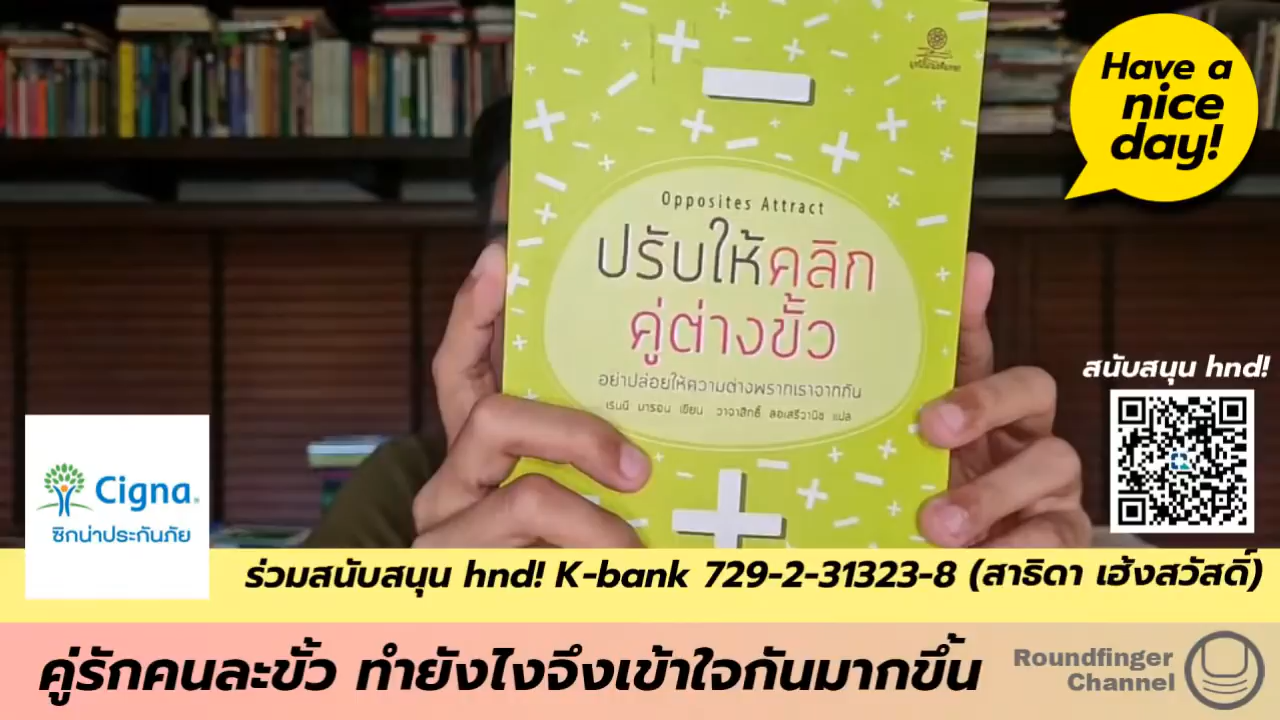 Have a
nice
day!
Opposites Attract
ปรับให้คลิก
คู่ต่างขั้ว
อย่าปล่อยให้ความต่างพรากเราจากกัน
เรนนี มารอน เขียน วาจาสิทธิ์ ลอเสรีวานิช แปล
สนับสนุน hnd!
Cigna
ซิกน่าประกันภัย
ร่วมสนับสนุน hnd! K-bank 729-2-31323-8 (สาธิดา เฮ้งสวัสดิ์)
คู่รักคนละขั้ว ทำยังไงจึงเข้าใจกันมากขึ้น
Roundfinger
Channel